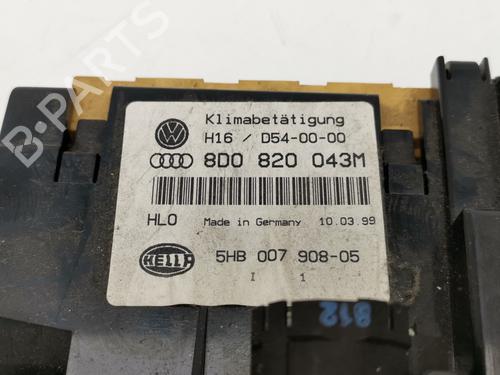 B-PARTS
Klimabetätigung
H16 / D54-00-00
8D0 820 043M
HLO Made in Germany 10.03.99
HELLA 5HB 007 908-05
I 1
812